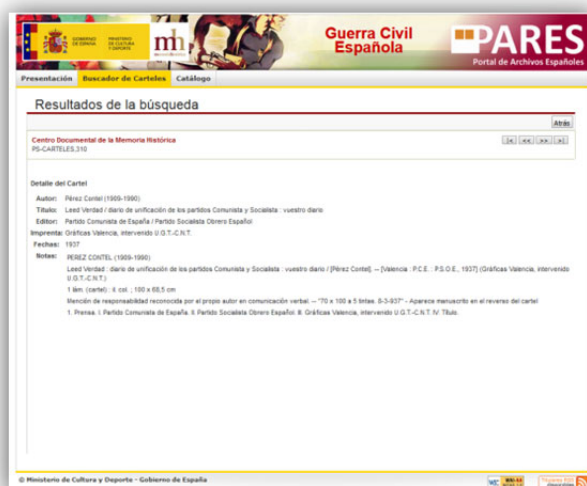 GOBIERNO DE ESPAÑA
MINISTERIO DE CULTURA Y DEPORTE
mh
Guerra Civil
Española
PARES
Portal de Archivos Españoles
Presentación Buscador de Carteles Catálogo
Resultados de la búsqueda
Atrás
Centro Documental de la Memoria Histórica
PS-CARTELES,310
|< << >> >|
Detalle del Cartel
Autor: Pérez Contel (1909-1990)
Título: Leed Verdad / diario de unificación de los partidos Comunista y Socialista : vuestro diario
Editor: Partido Comunista de España / Partido Socialista Obrero Español
Imprenta: Gráficas Valencia, intervenido U.G.T.-C.N.T.
Fechas: 1937
Notas: PEREZ CONTEL (1909-1990)
Leed Verdad : diario de unificación de los partidos Comunista y Socialista : vuestro diario / [Pérez Contel]. -- [Valencia : P.C.E. : P.S.O.E., 1937] (Gráficas Valencia, intervenido
U.G.T.-C.N.T.)
1 lám. (cartel) : il. col. ; 100 x 68,5 cm
Mención de responsabilidad reconocida por el propio autor en comunicación verbal. -- "70 x 100 a 5 tintas. 8-3-937" - Aparece manuscrito en el reverso del cartel
1. Prensa. I. Partido Comunista de España. II. Partido Socialista Obrero Español. III. Gráficas Valencia, intervenido U.G.T.-C.N.T. IV. Título.
© Ministerio de Cultura y Deporte - Gobierno de España